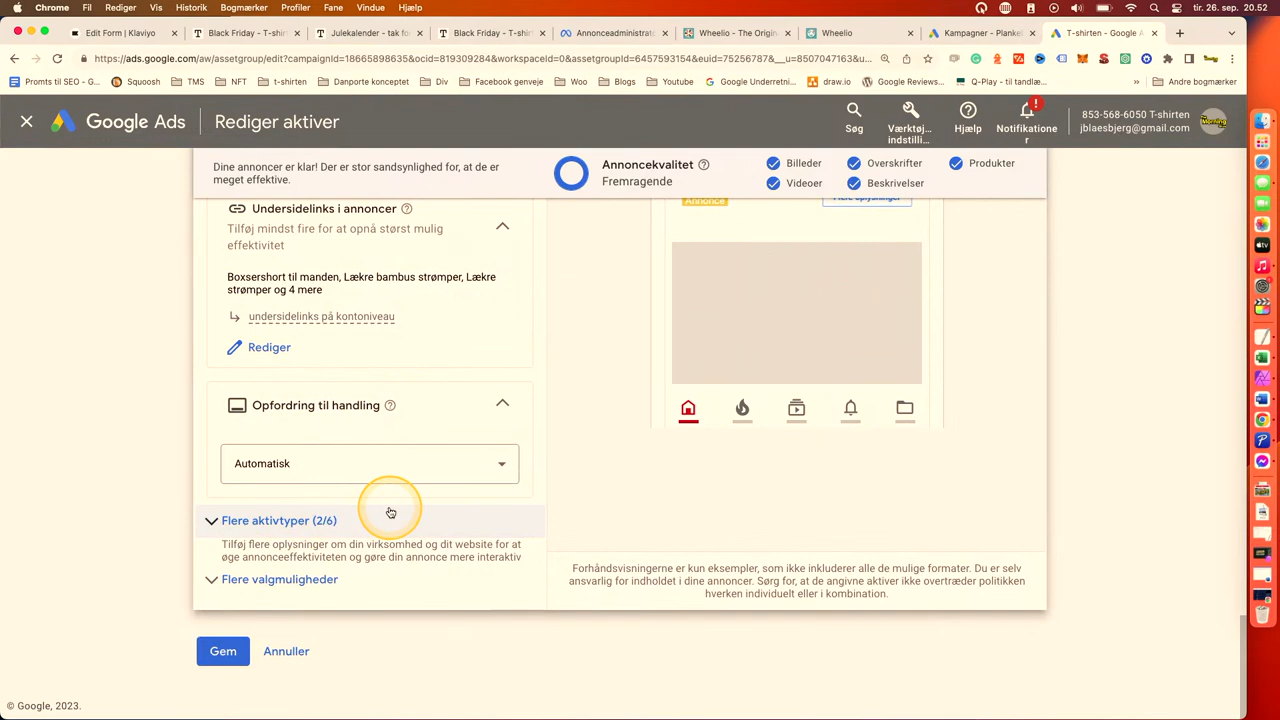 Chrome Fil Rediger Vis Historik Bogmærker Profiler Fane Vindue Hjælp tir. 26. sep. 20.52
Edit Form | Klaviyo Black Friday - T-shirt Julekalender - tak fo Black Friday - T-shirt Annonceadministrato Wheelio - The Origin Wheelio Kampagner - Planke T-shirten - Google A
https://ads.google.com/aw/assetgroup/edit?campaignId=18665898635&ocid=819309284&workspaceId=0&assetgroupId=6457593154&euid=75256787&__u=8507047163&u...
Promts til SEO - G... Squoosh TMS NFT t-shirten Danporte konceptet Div Facebook genveje Woo Blogs Youtube Google Underretni... draw.io Google Reviews... Q-Play - til tandlæ... » Andre bogmærker
Google Ads Rediger aktiver
Søg
Værktøj... indstilli...
Hjælp
Notifikationer
853-568-6050 T-shirten
jblaesbjerg@gmail.com
Dine annoncer er klar! Der er stor sandsynlighed for, at de er
meget effektive.
Annoncekvalitet
Fremragende
Billeder Overskrifter Produkter
Videoer Beskrivelser
Undersidelinks i annoncer
Tilføj mindst fire for at opnå størst mulig
effektivitet
Boxsershort til manden, Lækre bambus strømper, Lækre
strømper og 4 mere
undersidelinks på kontoniveau
Rediger
Opfordring til handling
Automatisk
Flere aktivtyper (2/6)
Tilføj flere oplysninger om din virksomhed og dit website for at
øge annonceeffektiviteten og gøre din annonce mere interaktiv
Flere valgmuligheder
Annonce Flere oplysninger
Forhåndsvisningerne er kun eksempler, som ikke inkluderer alle de mulige formater. Du er selv
ansvarlig for indholdet i dine annoncer. Sørg for, at de angivne aktiver ikke overtræder politikken
hverken individuelt eller i kombination.
Gem Annuller
© Google, 2023.